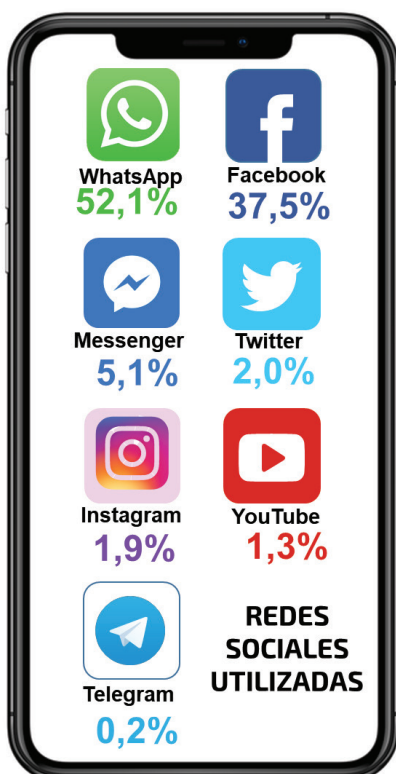 WhatsApp
52,1%
Facebook
37,5%
Messenger
5,1%
Twitter
2,0%
Instagram
1,9%
YouTube
1,3%
Telegram
0,2%
REDES
SOCIALES
UTILIZADAS